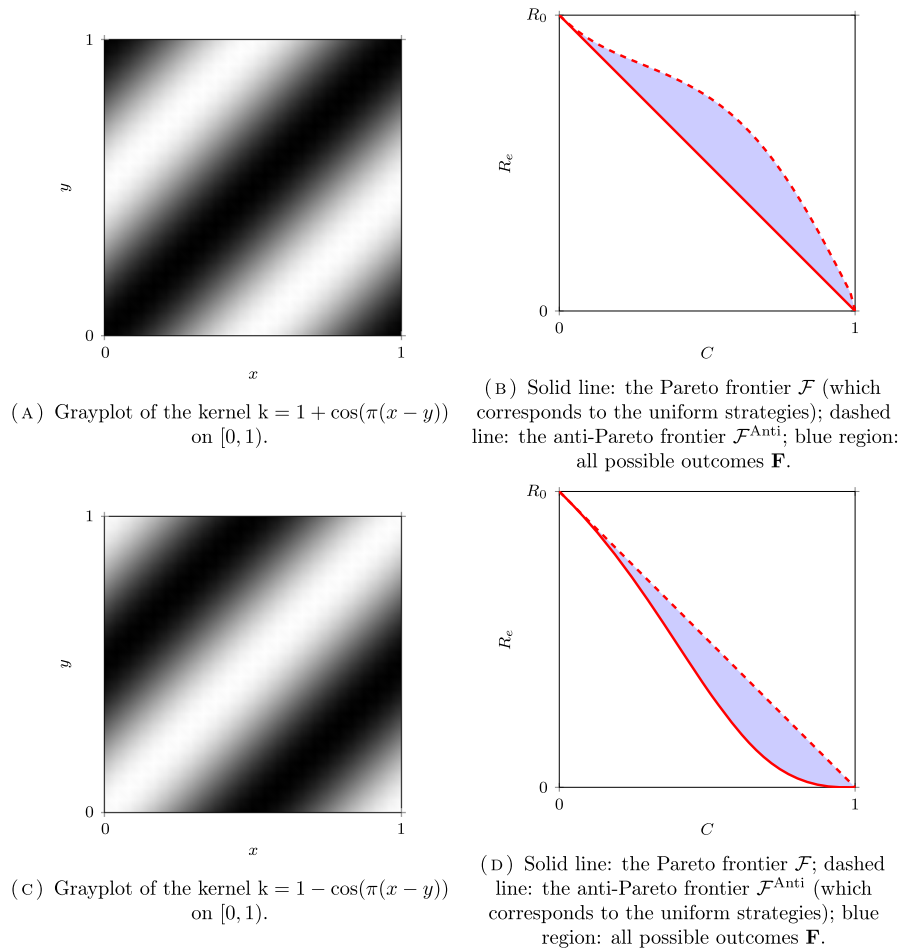 1
y
0
0
1
x
(A) Grayplot of the kernel k = 1 + cos(π(x − y))
on [0, 1).
R₀
Rₑ
0
0
1
C
(B) Solid line: the Pareto frontier ℱ (which
corresponds to the uniform strategies); dashed
line: the anti-Pareto frontier ℱ^Anti; blue region:
all possible outcomes 𝐅.
1
y
0
0
1
x
(C) Grayplot of the kernel k = 1 − cos(π(x − y))
on [0, 1).
R₀
Rₑ
0
0
1
C
(D) Solid line: the Pareto frontier ℱ; dashed
line: the anti-Pareto frontier ℱ^Anti (which
corresponds to the uniform strategies); blue
region: all possible outcomes 𝐅.